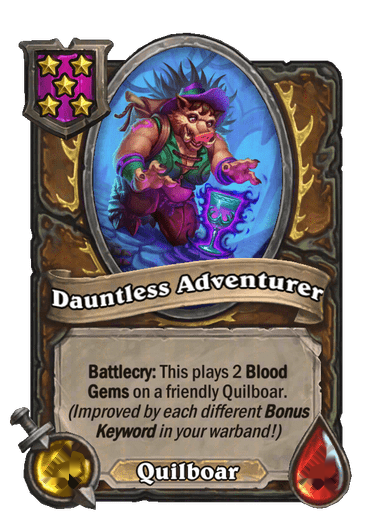 Dauntless Adventurer
Battlecry: This plays 2 Blood
Gems on a friendly Quilboar.
(Improved by each different Bonus
Keyword in your warband!)
Quilboar